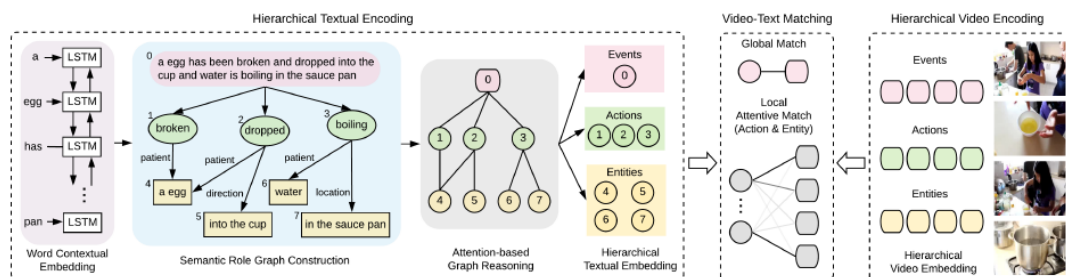 Hierarchical Textual Encoding
Video-Text Matching
Hierarchical Video Encoding
a
LSTM
egg
LSTM
has
LSTM
pan
LSTM
Word Contextual
Embedding
0
a egg has been broken and dropped into the
cup and water is boiling in the sauce pan
1
broken
2
dropped
3
boiling
patient
patient
patient
direction
location
4
a egg
6
water
5
into the cup
7
in the sauce pan
Semantic Role Graph Construction
0
1 2 3
4 5 6 7
Attention-based
Graph Reasoning
Events
0
Actions
1 2 3
Entities
4 5
6 7
Hierarchical
Textual Embedding
Global Match
Local
Attentive Match
(Action & Entity)
Events
Actions
Entities
Hierarchical
Video Embedding